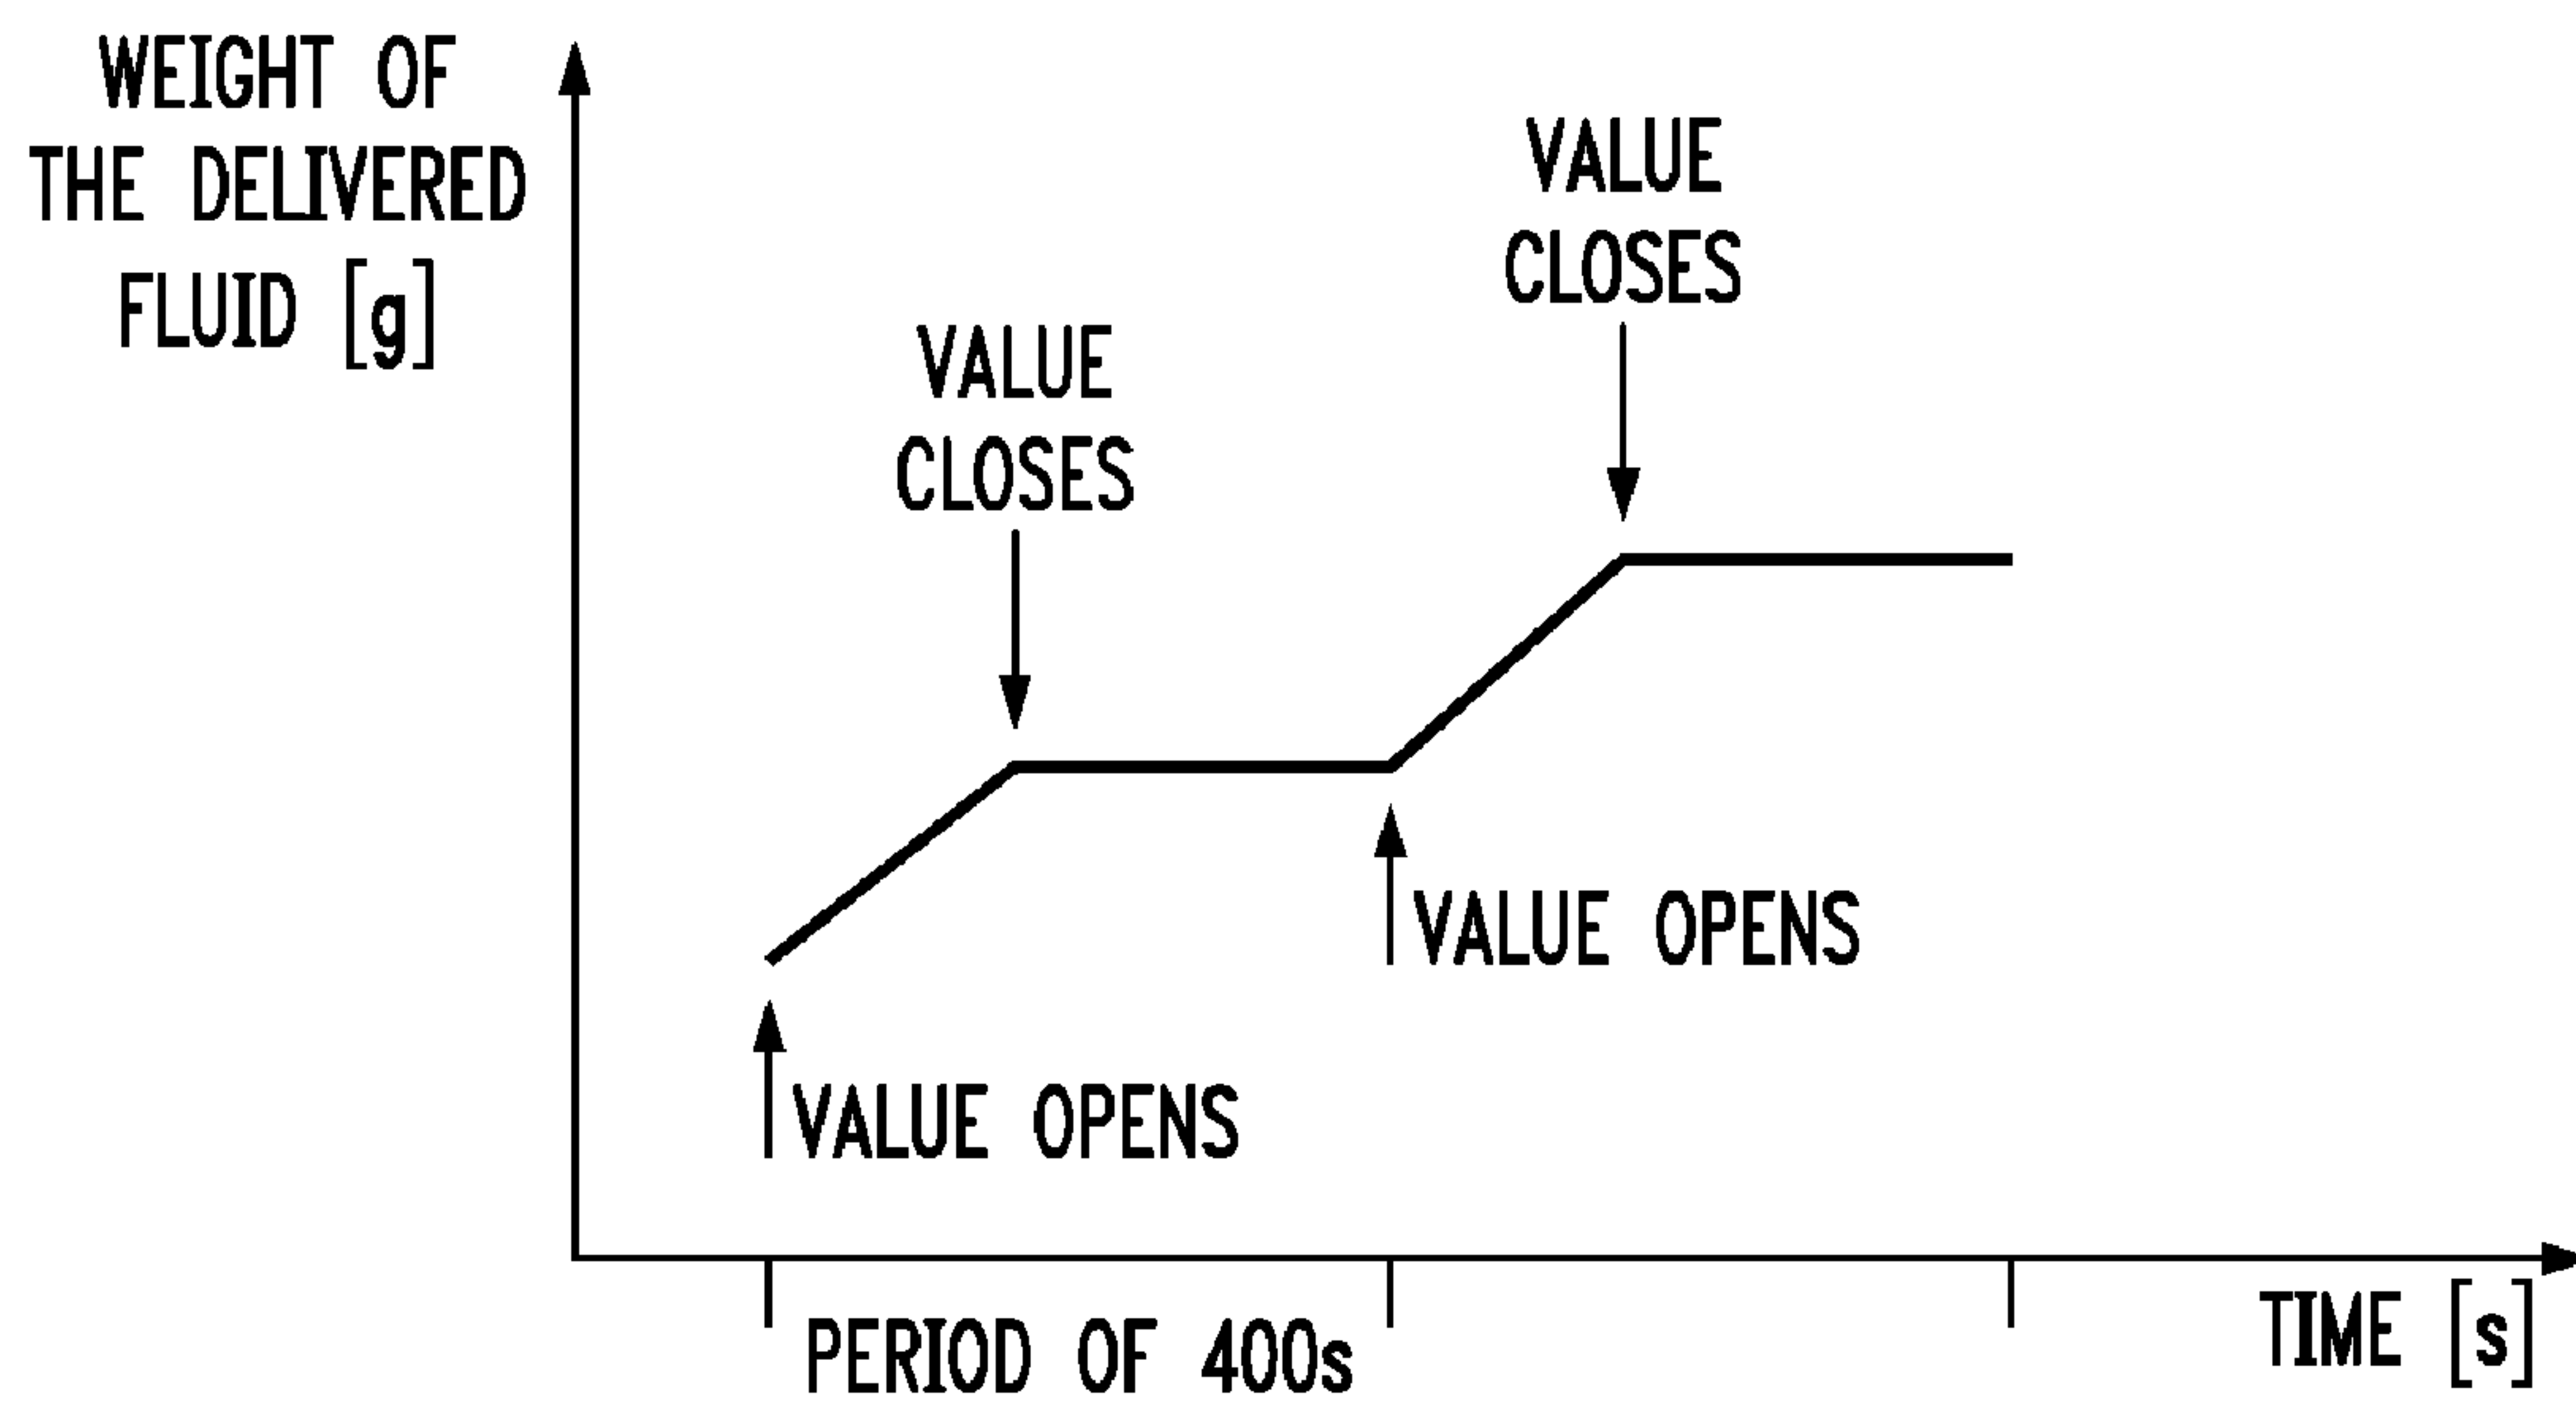 WEIGHT OF
THE DELIVERED
FLUID [g]
VALUE
CLOSES
VALUE
CLOSES
VALUE OPENS
VALUE OPENS
PERIOD OF 400s
TIME [s]